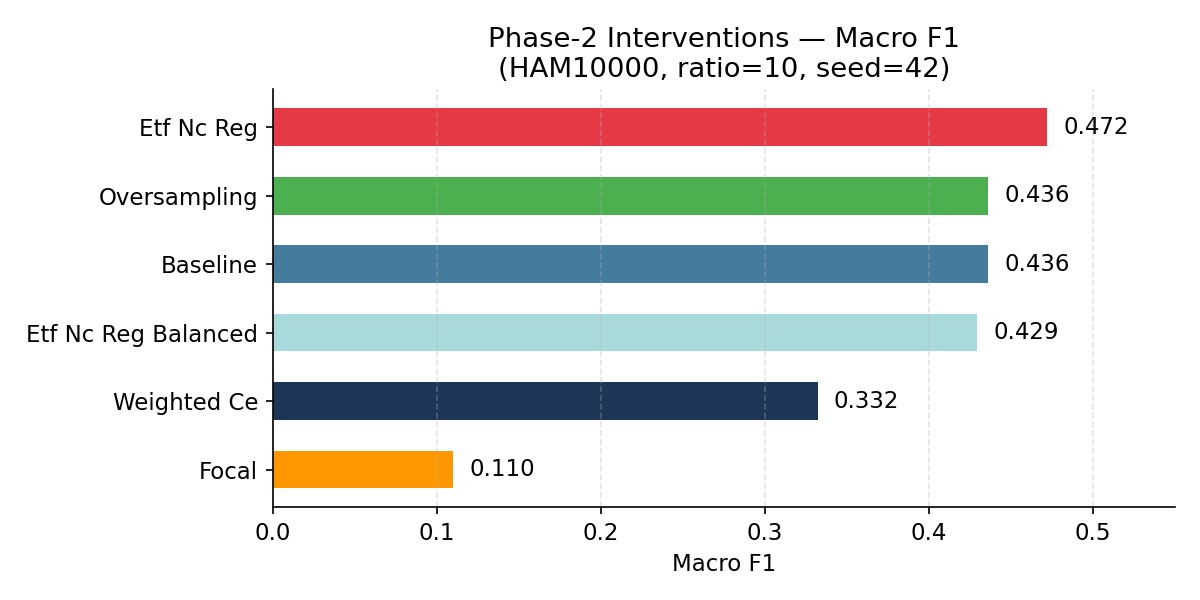 Phase-2 Interventions — Macro F1
(HAM10000, ratio=10, seed=42)
Etf Nc Reg 0.472
Oversampling 0.436
Baseline 0.436
Etf Nc Reg Balanced 0.429
Weighted Ce 0.332
Focal 0.110
0.0 0.1 0.2 0.3 0.4 0.5
Macro F1